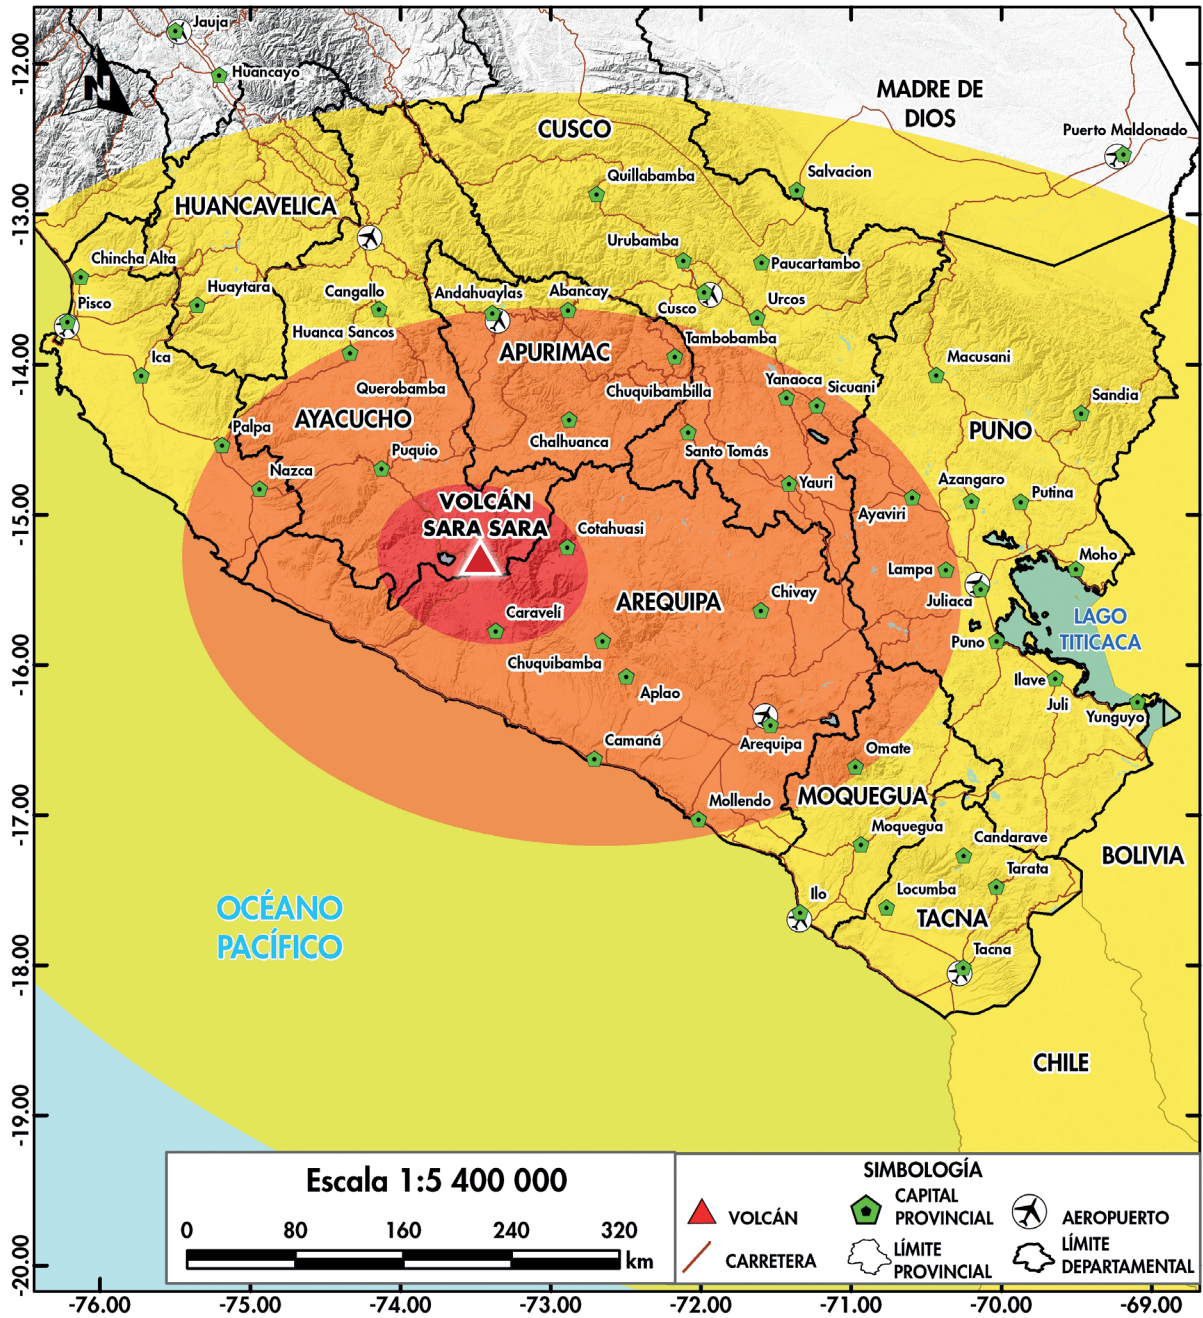 Jauja
Huancayo
N
MADRE DE
DIOS
Puerto Maldonado
CUSCO
Quillabamba
Salvacion
HUANCAVELICA
Urubamba
Paucartambo
Chincha Alta
Huaytará
Cangallo
Andahuaylas
Abancay
Cusco
Urcos
Pisco
Huanca Sancos
Tambobamba
Ica
APURIMAC
Macusani
Querobamba
Chuquibambilla
Yanaoca
Sicuani
Sandia
AYACUCHO
Palpa
Chalhuanca
Santo Tomás
PUNO
Nazca
Puquio
Yauri
Ayaviri
Azangaro
Putina
VOLCÁN
SARA SARA
Cotahuasi
Lampa
Juliaca
Moho
Caravelí
AREQUIPA
Chivay
LAGO
TITICACA
Puno
Chuquibamba
Aplao
Ilave
Juli
Yunguyo
Camaná
Arequipa
Omate
Mollendo
MOQUEGUA
Moquegua
Candarave
Tarata
BOLIVIA
Ilo
Locumba
TACNA
Tacna
OCÉANO
PACÍFICO
CHILE
Escala 1:5 400 000
0 80 160 240 320
km
SIMBOLOGÍA
VOLCÁN
CAPITAL
PROVINCIAL
AEROPUERTO
CARRETERA
LÍMITE
PROVINCIAL
LÍMITE
DEPARTAMENTAL
-12.00
-13.00
-14.00
-15.00
-16.00
-17.00
-18.00
-19.00
-20.00
-76.00 -75.00 -74.00 -73.00 -72.00 -71.00 -70.00 -69.00